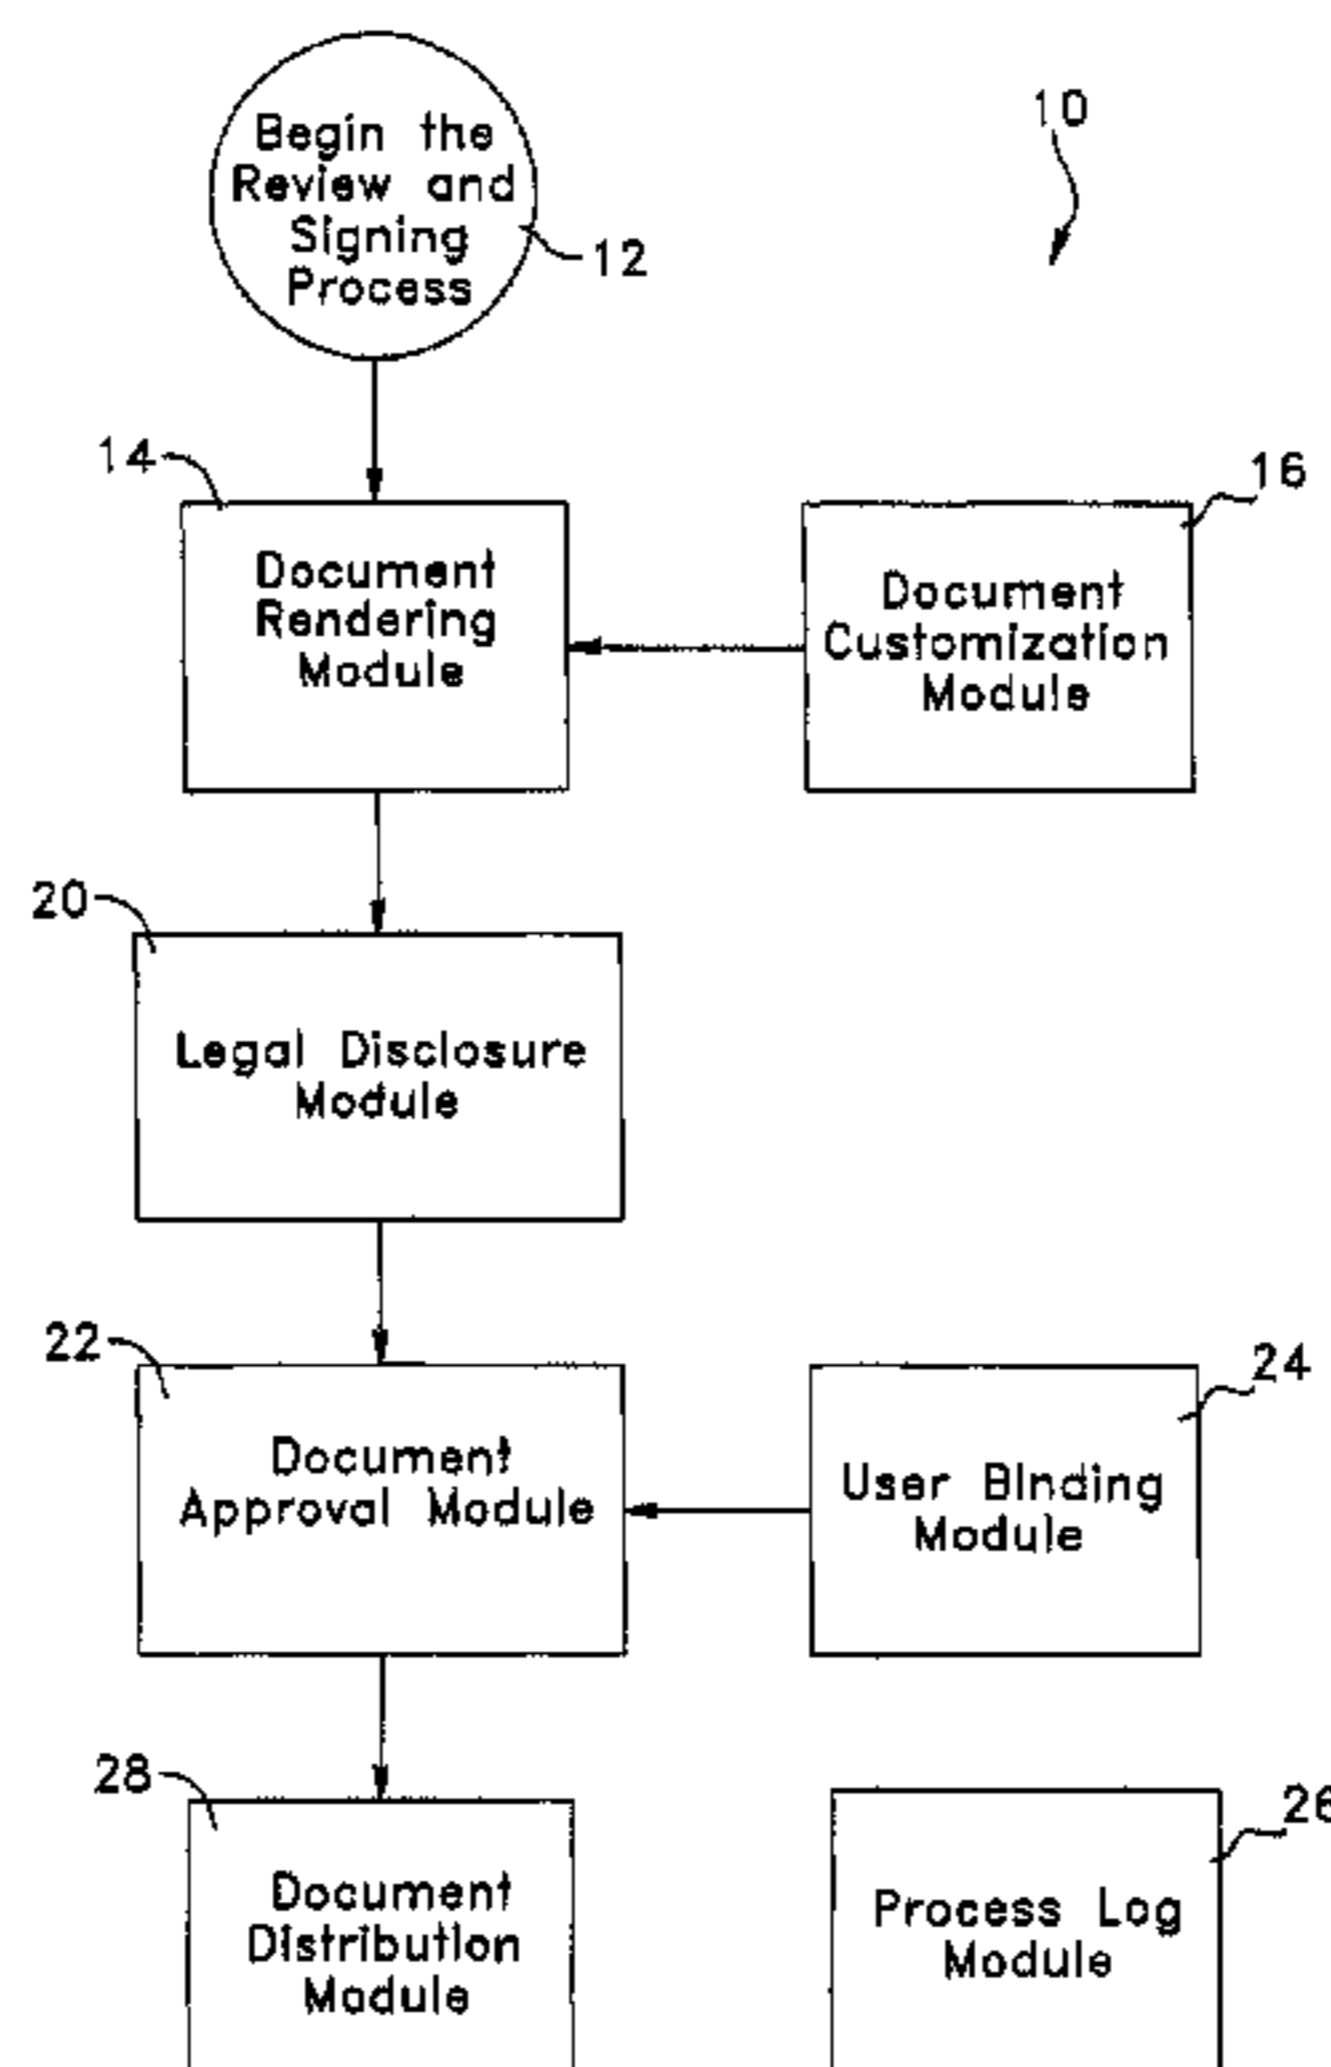 Begin the
Review and
Signing
Process
10
12
14
Document
Rendering
Module
16
Document
Customization
Module
20
Legal Disclosure
Module
22
Document
Approval Module
24
User Binding
Module
28
Document
Distribution
Module
26
Process Log
Module